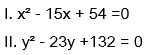 I. x² - 15x + 54 =0
II. y² - 23y +132 = 0